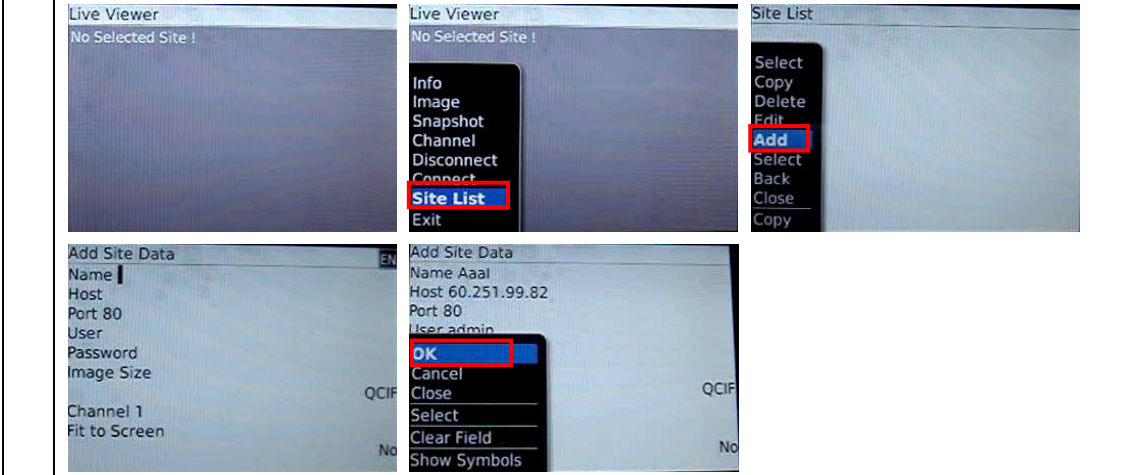 Live Viewer
No Selected Site !
Live Viewer
No Selected Site !
Info
Image
Snapshot
Channel
Disconnect
Connect
Site List
Exit
Site List
Select
Copy
Delete
Edit
Add
Select
Back
Close
Copy
Add Site Data
EN
Name
Host
Port 80
User
Password
Image Size
QCIF
Channel 1
Fit to Screen
No
Add Site Data
Name Aaal
Host 60.251.99.82
Port 80
User admin
OK
Cancel
Close
QCIF
Select
Clear Field
No
Show Symbols